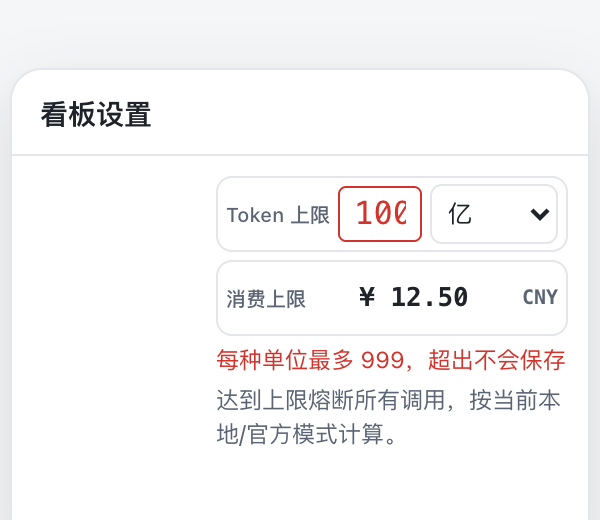 看板设置
Token 上限 100 亿
消费上限 ¥ 12.50 CNY
每种单位最多 999，超出不会保存
达到上限熔断所有调用，按当前本
地/官方模式计算。